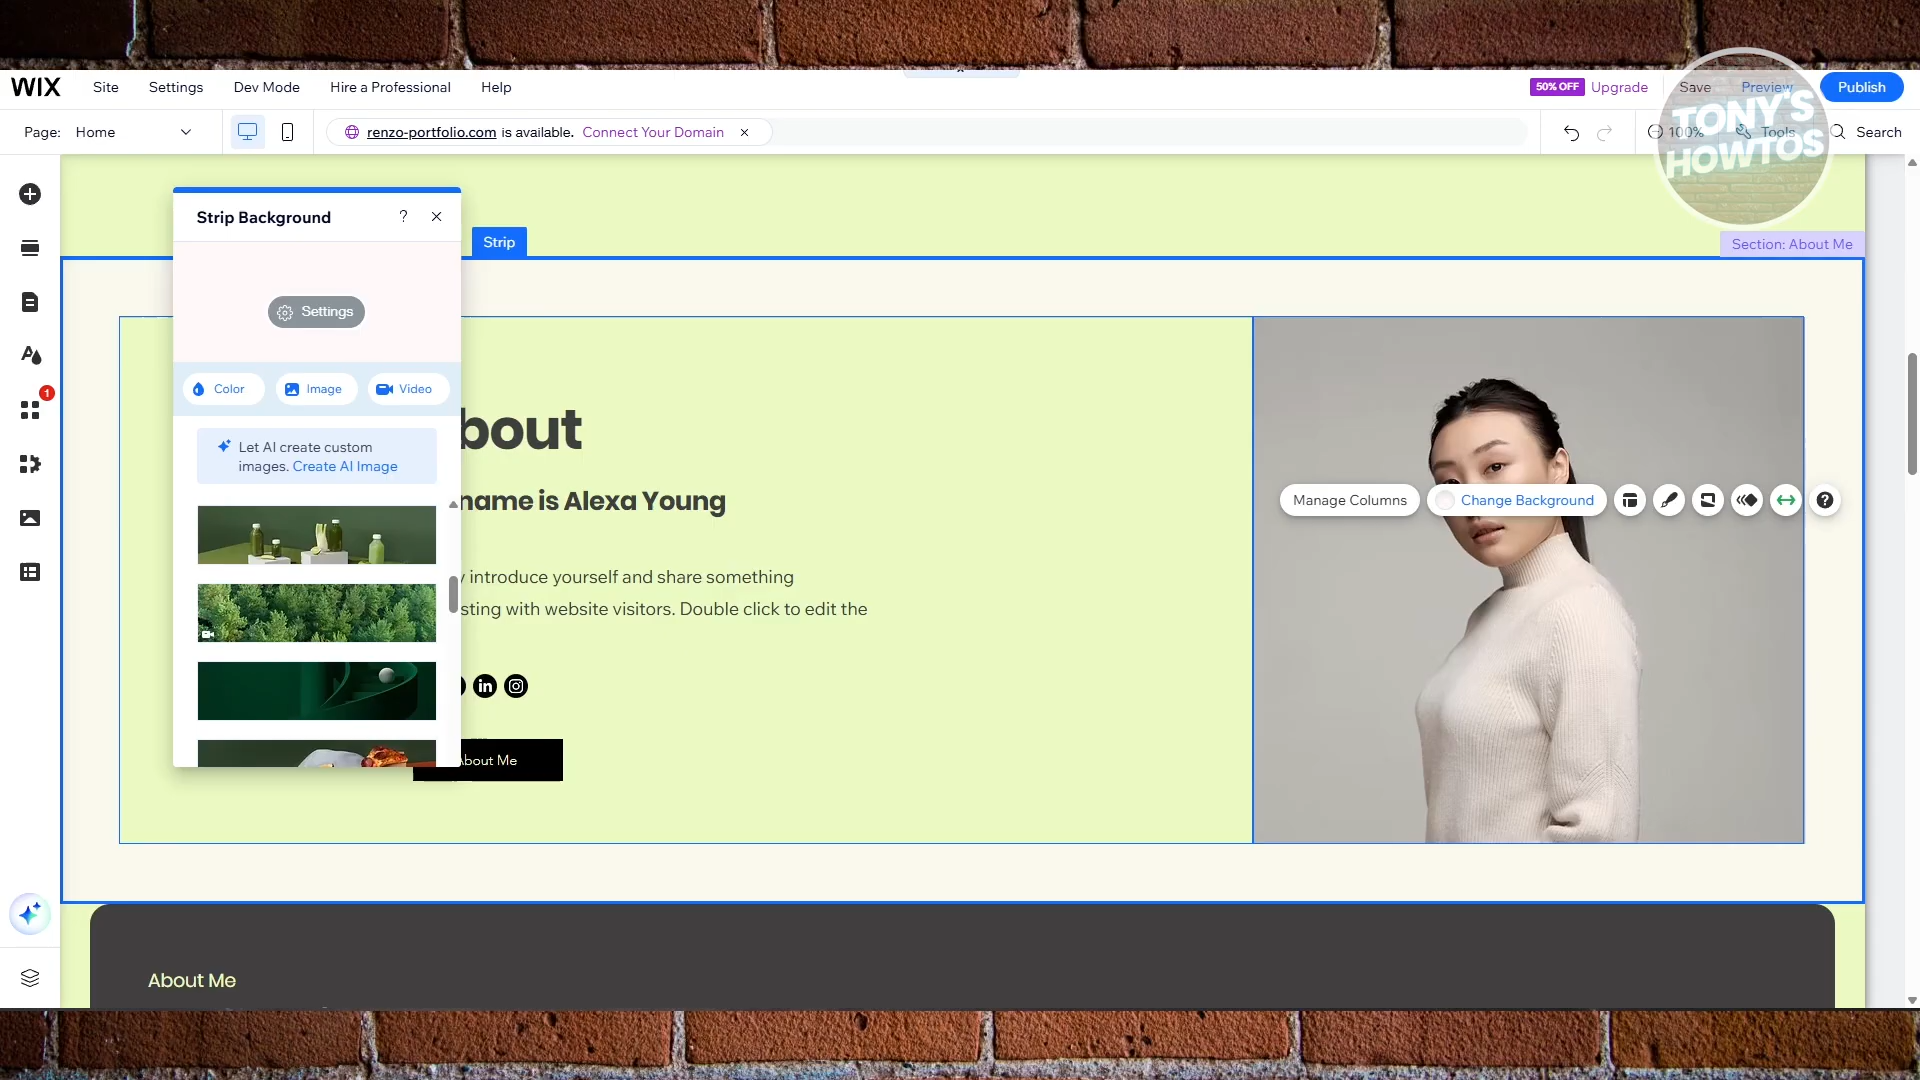 WIX Site Settings Dev Mode Hire a Professional Help 50% OFF Upgrade Save Preview Publish
Page: Home renzo-portfolio.com is available. Connect Your Domain 100% Tools Search
TONY'S
HOWTOS
Strip Background ?
Strip
Section: About Me
Settings
Color Image Video
1
Let AI create custom
images. Create AI Image
bout
name is Alexa Young
Manage Columns Change Background ?
y introduce yourself and share something
sting with website visitors. Double click to edit the
in
About Me
About Me